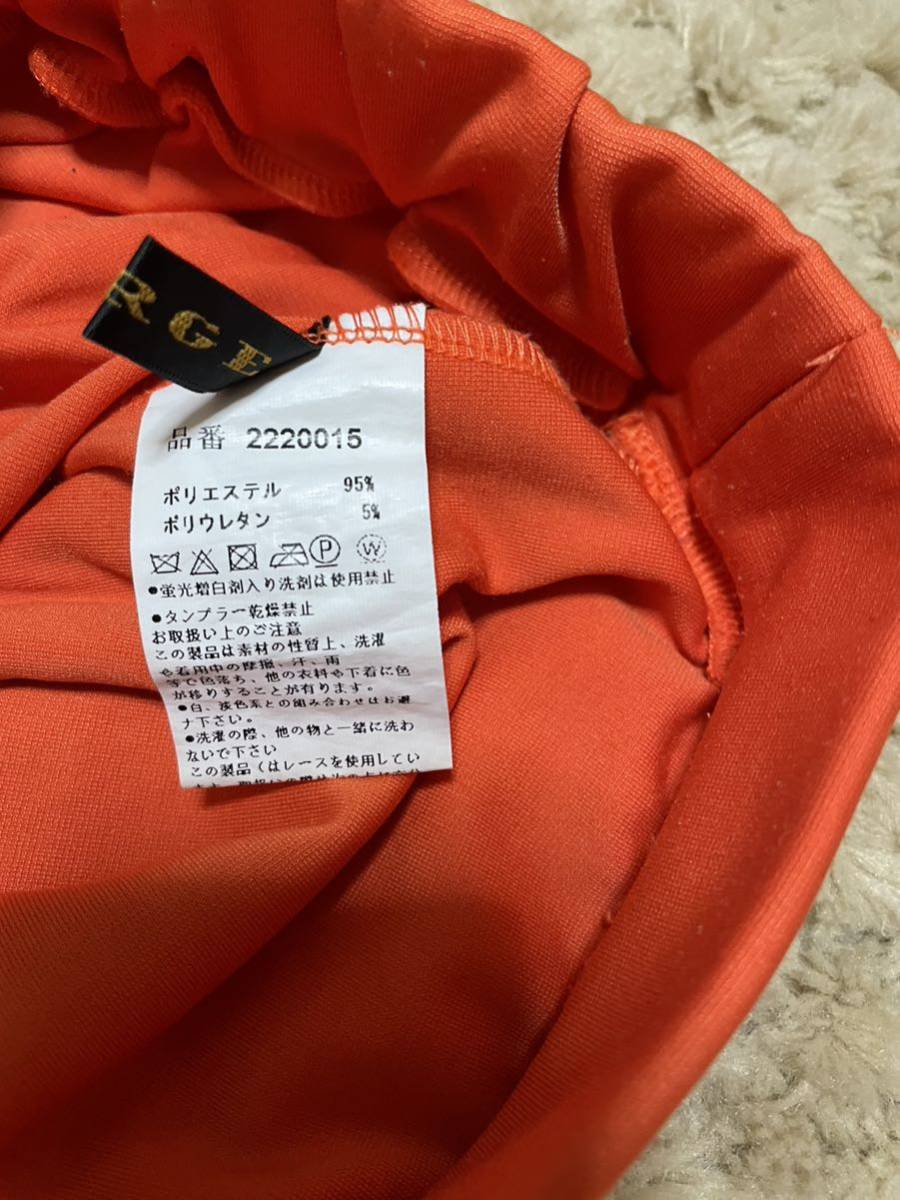 RGE
品番 2220015
ポリエステル 95%
ポリウレタン 5%
P W
●蛍光増白剤入り洗剤は使用禁止
●タンブラー乾燥禁止
お取扱い上のご注意
この製品は素材の性質上、洗濯
や着用中の摩擦、汗、雨
等で色落ち、他の衣料や下着に色
が移りすることが有ります。
●白、淡色系との組み合わせはお避
ナ下さい。
●洗濯の際、他の物と一緒に洗わ
ないで下さい
この製品(はレースを使用してい